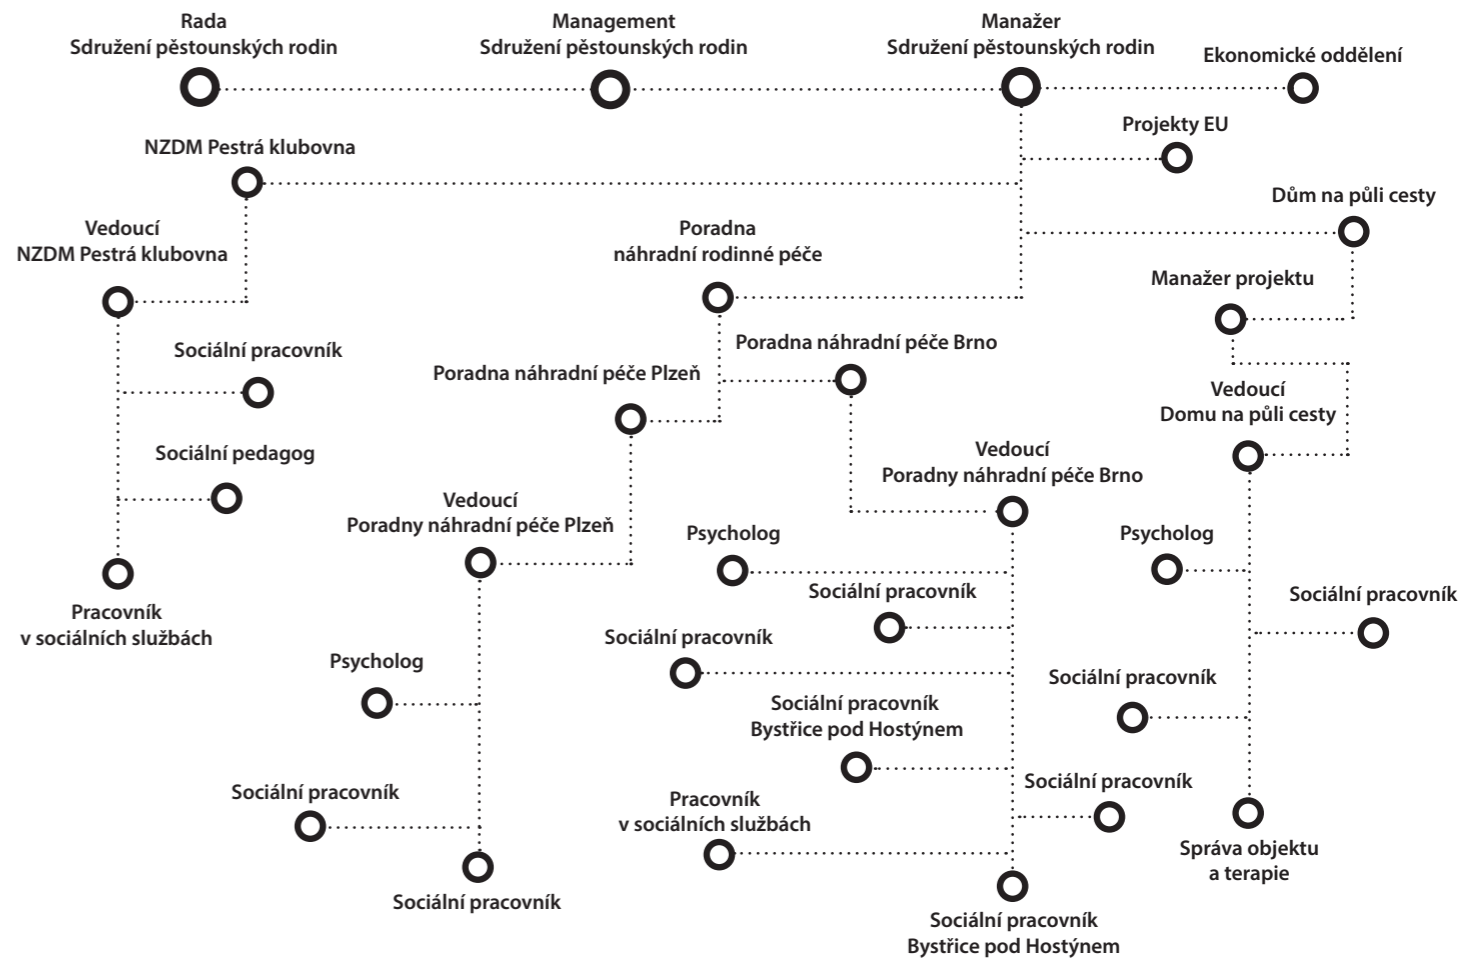 Rada
Sdružení pěstounských rodin
Management
Sdružení pěstounských rodin
Manažer
Sdružení pěstounských rodin
Ekonomické oddělení
Projekty EU
NZDM Pestrá klubovna
Dům na půli cesty
Vedoucí
NZDM Pestrá klubovna
Poradna
náhradní rodinné péče
Manažer projektu
Sociální pracovník
Poradna náhradní péče Brno
Poradna náhradní péče Plzeň
Vedoucí
Domu na půli cesty
Sociální pedagog
Vedoucí
Poradny náhradní péče Brno
Vedoucí
Poradny náhradní péče Plzeň
Psycholog
Psycholog
Sociální pracovník
Sociální pracovník
Pracovník
v sociálních službách
Sociální pracovník
Psycholog
Sociální pracovník
Sociální pracovník
Bystřice pod Hostýnem
Sociální pracovník
Sociální pracovník
Pracovník
v sociálních službách
Správa objektu
a terapie
Sociální pracovník
Sociální pracovník
Bystřice pod Hostýnem